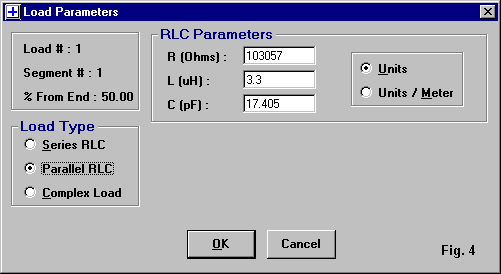 Load Parameters
Load # : 1
Segment # : 1
% From End : 50.00
RLC Parameters
R (Ohms) : 103057
L (uH) : 3.3
C (pF) : 17.405
Units
Units / Meter
Load Type
Series RLC
Parallel RLC
Complex Load
OK
Cancel
Fig. 4